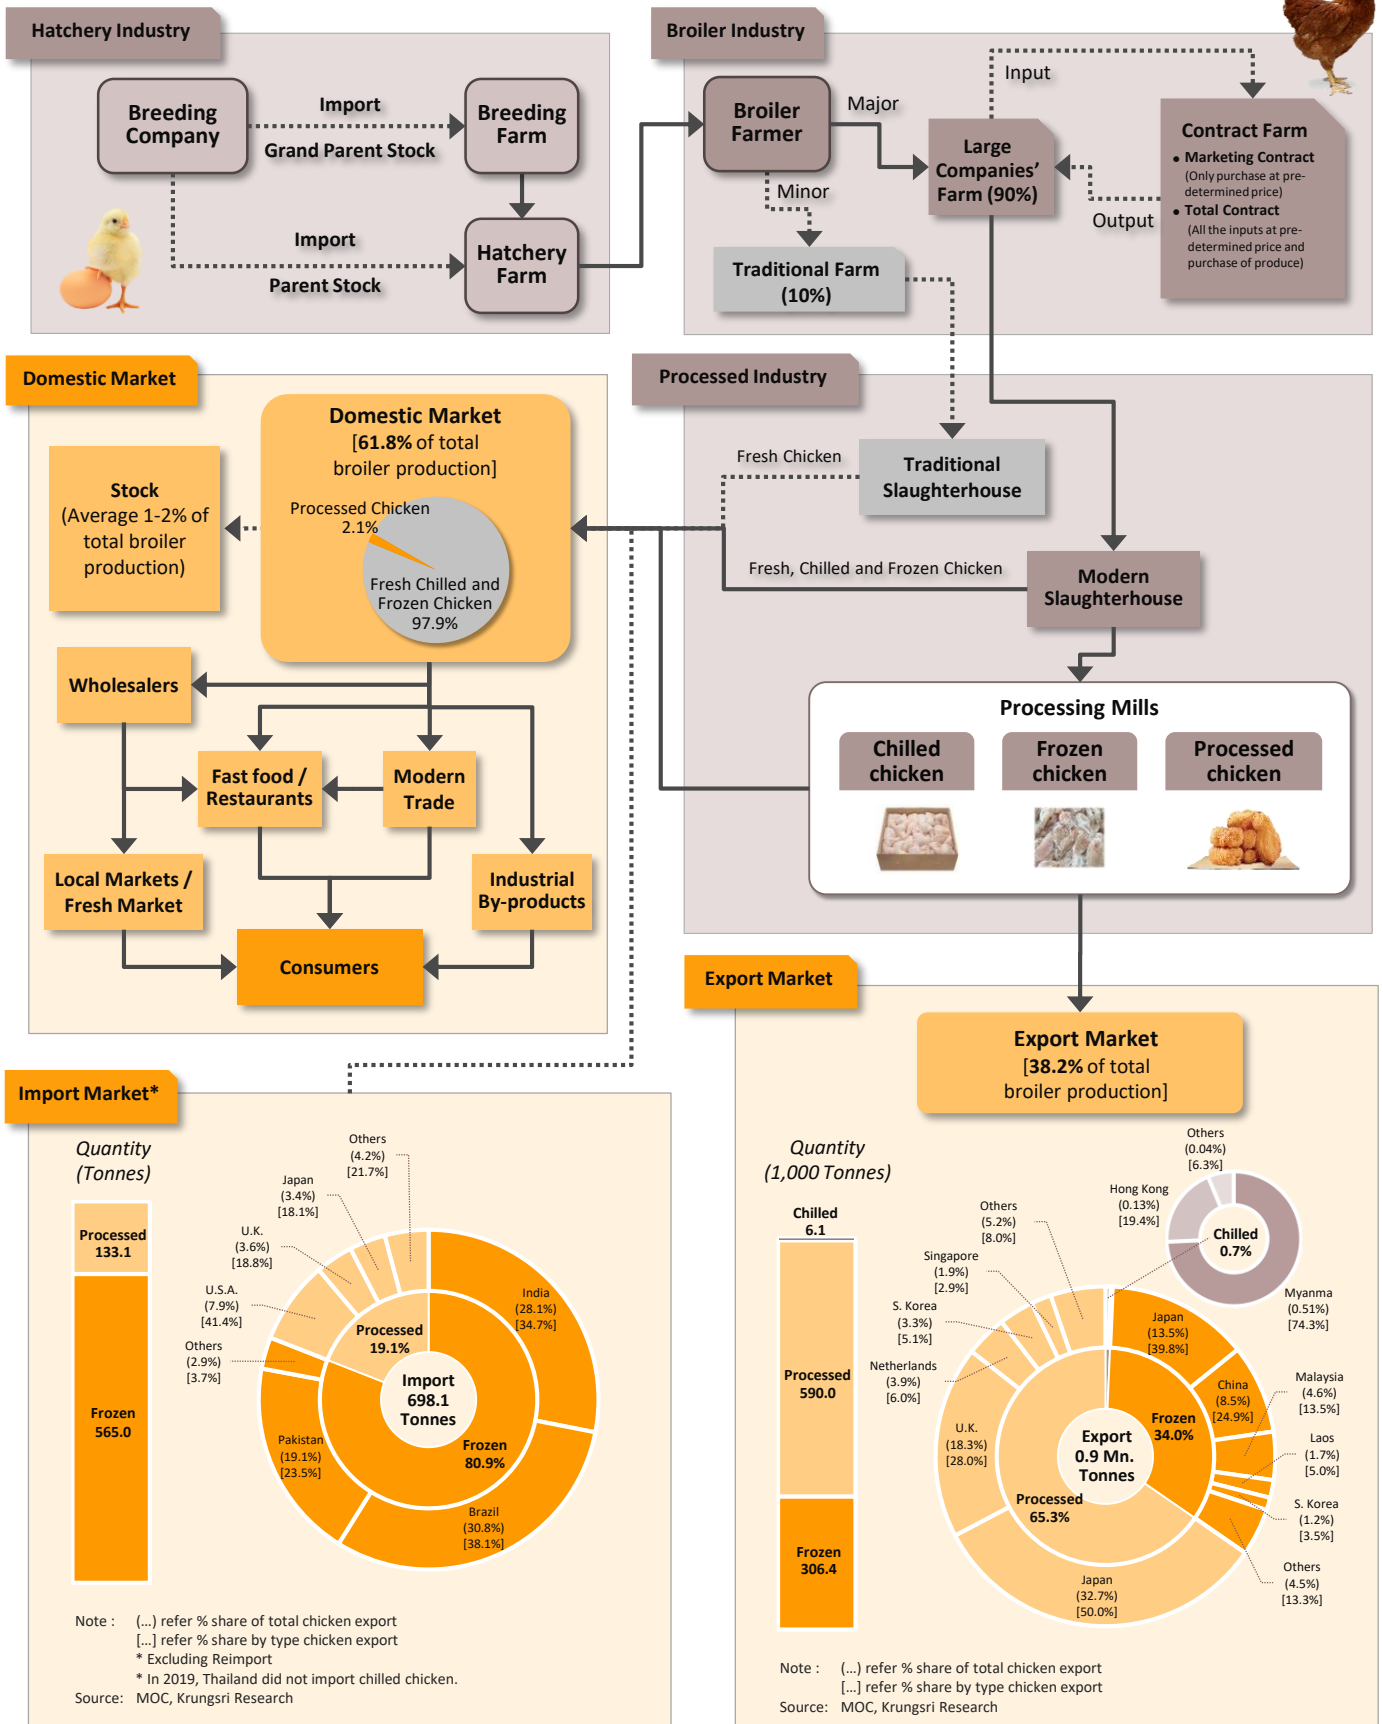 Hatchery Industry
Breeding
Company
Import
Grand Parent Stock
Breeding
Farm
Import
Parent Stock
Hatchery
Farm
Broiler Industry
Broiler
Farmer
Major
Minor
Input
Large
Companies’
Farm (90%)
Output
Contract Farm
• Marketing Contract
(Only purchase at pre-
determined price)
• Total Contract
(All the inputs at pre-
determined price and
purchase of produce)
Traditional Farm
(10%)
Domestic Market
Domestic Market
[61.8% of total
broiler production]
Processed Chicken
2.1%
Fresh Chilled and
Frozen Chicken
97.9%
Stock
(Average 1-2% of
total broiler
production)
Wholesalers
Fast food /
Restaurants
Modern
Trade
Local Markets /
Fresh Market
Industrial
By-products
Consumers
Processed Industry
Fresh Chicken
Traditional
Slaughterhouse
Fresh, Chilled and Frozen Chicken
Modern
Slaughterhouse
Processing Mills
Chilled
chicken
Frozen
chicken
Processed
chicken
Import Market*
Quantity
(Tonnes)
Processed
133.1
Frozen
565.0
Others
(4.2%)
[21.7%]
Japan
(3.4%)
[18.1%]
U.K.
(3.6%)
[18.8%]
U.S.A.
(7.9%)
[41.4%]
Others
(2.9%)
[3.7%]
India
(28.1%)
[34.7%]
Processed
19.1%
Import
698.1
Tonnes
Frozen
80.9%
Pakistan
(19.1%)
[23.5%]
Brazil
(30.8%)
[38.1%]
Note : (…) refer % share of total chicken export
[…] refer % share by type chicken export
* Excluding Reimport
* In 2019, Thailand did not import chilled chicken.
Source: MOC, Krungsri Research
Export Market
Export Market
[38.2% of total
broiler production]
Quantity
(1,000 Tonnes)
Chilled
6.1
Processed
590.0
Frozen
306.4
Others
(0.04%)
[6.3%]
Hong Kong
(0.13%)
[19.4%]
Chilled
0.7%
Myanma
(0.51%)
[74.3%]
Others
(5.2%)
[8.0%]
Singapore
(1.9%)
[2.9%]
S. Korea
(3.3%)
[5.1%]
Netherlands
(3.9%)
[6.0%]
U.K.
(18.3%)
[28.0%]
Japan
(13.5%)
[39.8%]
China
(8.5%)
[24.9%]
Malaysia
(4.6%)
[13.5%]
Laos
(1.7%)
[5.0%]
S. Korea
(1.2%)
[3.5%]
Others
(4.5%)
[13.3%]
Frozen
34.0%
Export
0.9 Mn.
Tonnes
Processed
65.3%
Japan
(32.7%)
[50.0%]
Note : (…) refer % share of total chicken export
[…] refer % share by type chicken export
Source: MOC, Krungsri Research